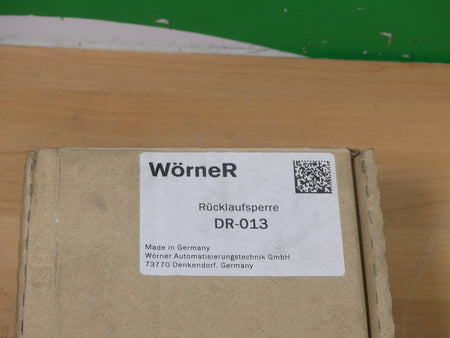 WörneR
Rücklaufsperre
DR-013
Made in Germany
Wörner Automatisierungstechnik GmbH
73770 Denkendorf, Germany